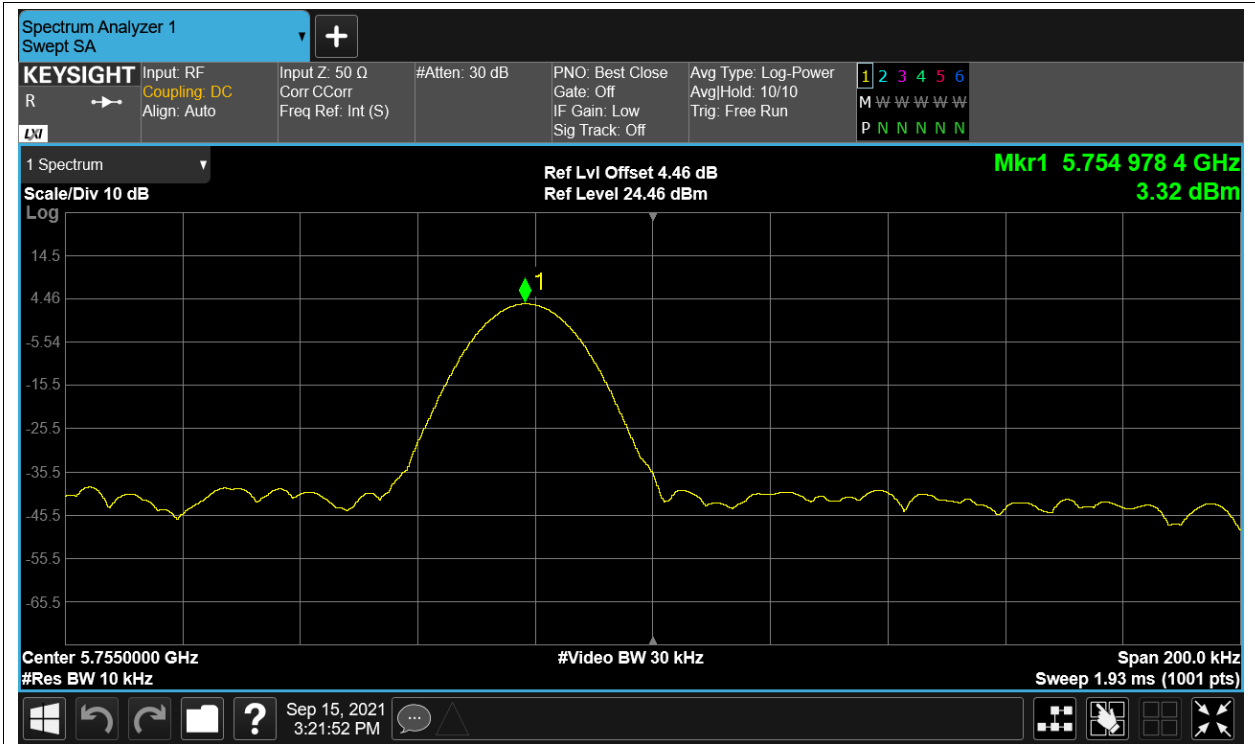 Spectrum Analyzer 1
Swept SA
KEYSIGHT
R
LXI
Input: RF
Coupling: DC
Align: Auto
Input Z: 50 Ω
Corr CCorr
Freq Ref: Int (S)
#Atten: 30 dB
PNO: Best Close
Gate: Off
IF Gain: Low
Sig Track: Off
Avg Type: Log-Power
Avg|Hold: 10/10
Trig: Free Run
1 2 3 4 5 6
M W W W W W
P N N N N N
1 Spectrum
Scale/Div 10 dB
Log
Ref Lvl Offset 4.46 dB
Ref Level 24.46 dBm
Mkr1 5.754 978 4 GHz
3.32 dBm
14.5
1
4.46
-5.54
-15.5
-25.5
-35.5
-45.5
-55.5
-65.5
Center 5.7550000 GHz
#Res BW 10 kHz
#Video BW 30 kHz
Span 200.0 kHz
Sweep 1.93 ms (1001 pts)
?
Sep 15, 2021
3:21:52 PM